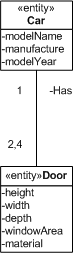 «entity»
Car
-modelName
-manufacture
-modelYear
1 -Has
2,4
«entity»Door
-height
-width
-depth
-windowArea
-material